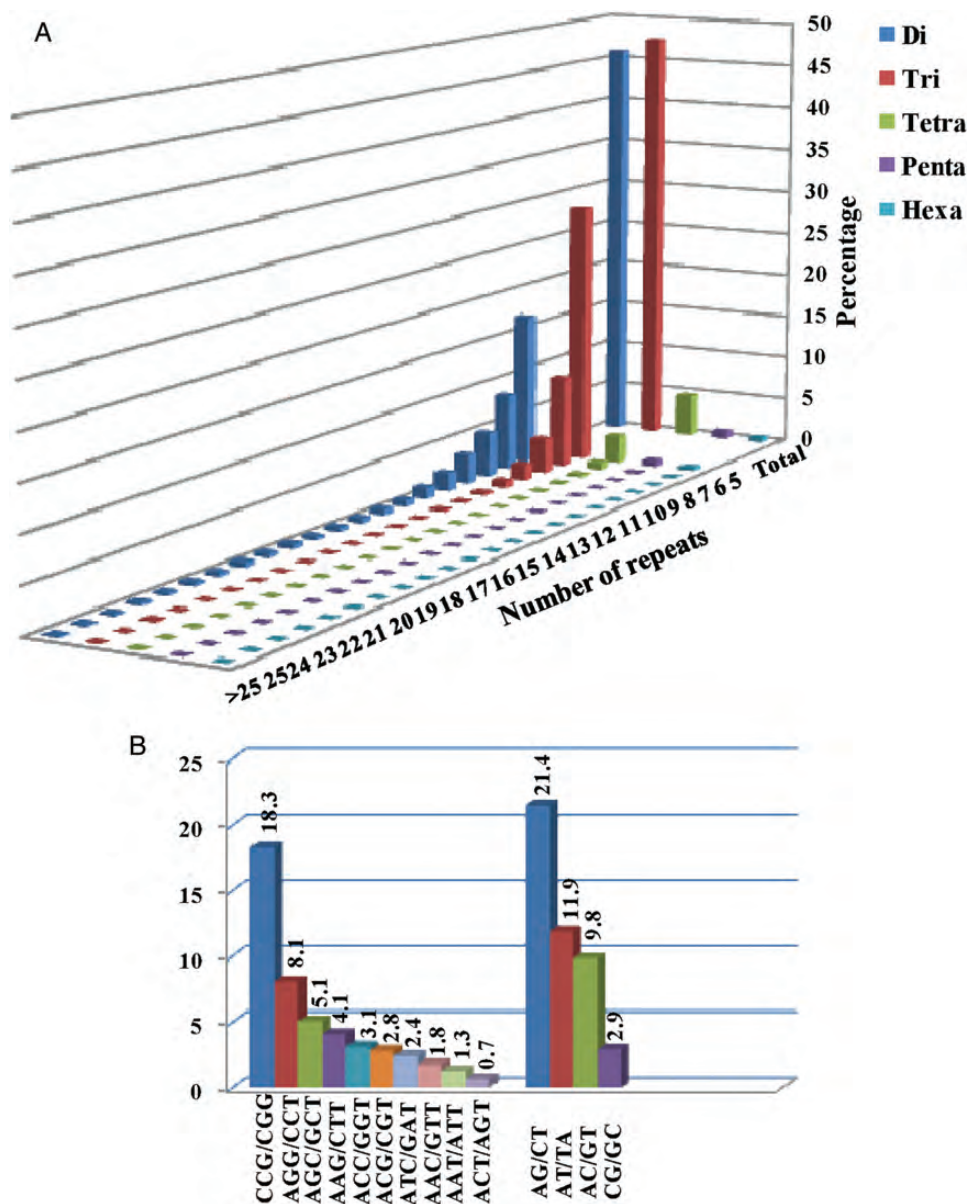 A
50
45
40
35
30
25
20
15
10
5
0
Percentage
Di
Tri
Tetra
Penta
Hexa
>25 25 24 23 22 21 20 19 18 17 16 15 14 13 12 11 10 9 8 7 6 5 Total
Number of repeats
B
25
20
15
10
5
0
18.3
8.1
5.1
4.1
3.1
2.8
2.4
1.8
1.3
0.7
21.4
11.9
9.8
2.9
CCG/CGG
AGG/CCT
AGC/GCT
AAG/CTT
ACC/GGT
ACG/CGT
ATC/GAT
AAC/GTT
AAT/ATT
ACT/AGT
AG/CT
AT/TA
AC/GT
CG/GC